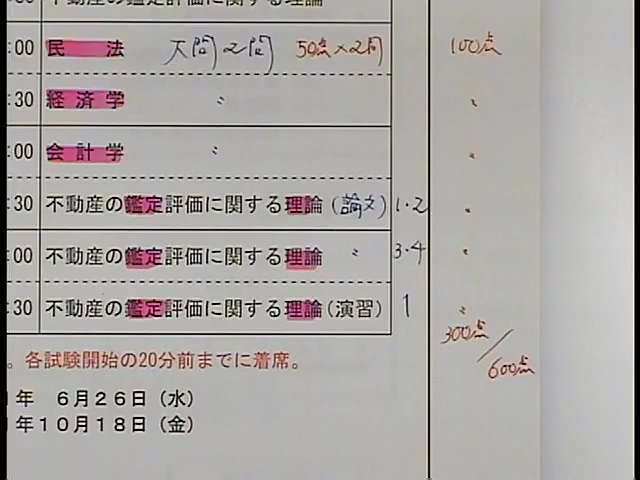 不動産の鑑定評価に関する理論
:00 民法 大問2問 50点×2問 100点
:30 経済学 〃 〃
:00 会計学 〃 〃
:30 不動産の鑑定評価に関する理論(論文) 1・2 〃
:00 不動産の鑑定評価に関する理論 〃 3・4 〃
:30 不動産の鑑定評価に関する理論(演習) 1 〃
300点/600点
。各試験開始の20分前までに着席。
年 6月26日(水)
年10月18日(金)